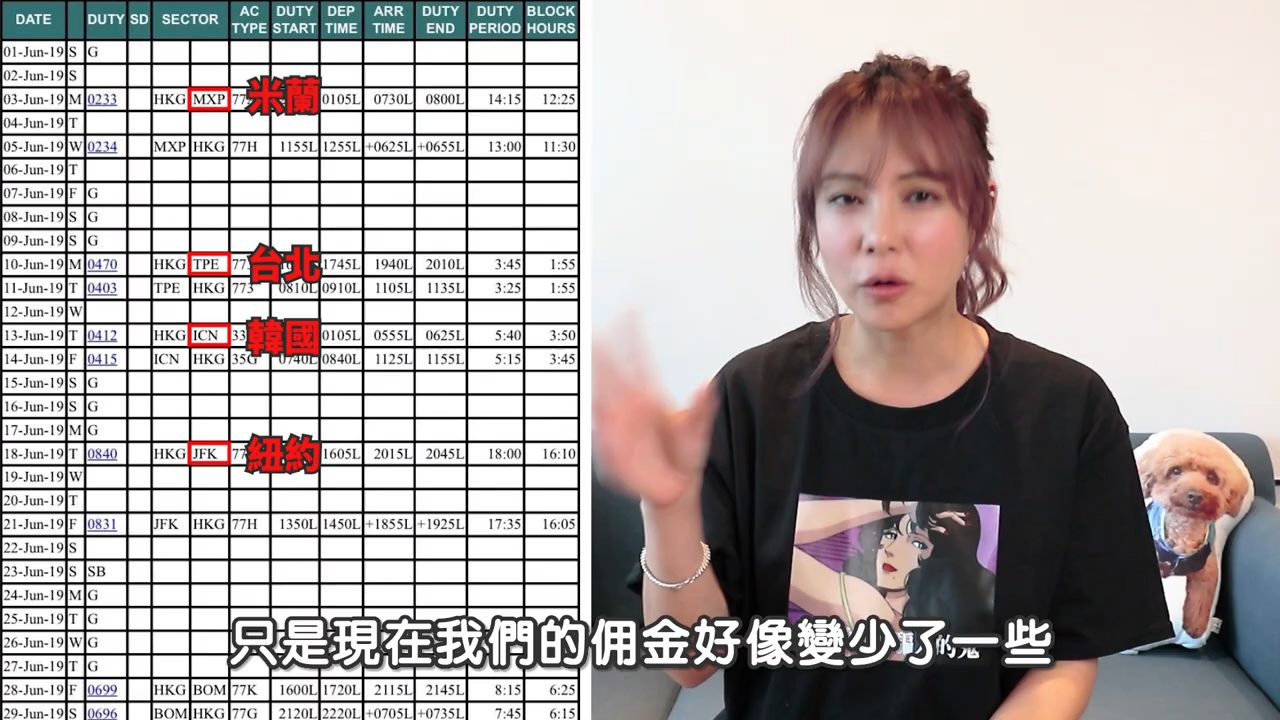 DATE DUTY SD SECTOR AC TYPE DUTY START DEP TIME ARR TIME DUTY END DUTY PERIOD BLOCK HOURS
01-Jun-19 S G
02-Jun-19 S
03-Jun-19 M 0233 HKG MXP 米蘭 0105L 0730L 0800L 14:15 12:25
04-Jun-19 T
05-Jun-19 W 0234 MXP HKG 77H 1155L 1255L +0625L +0655L 13:00 11:30
06-Jun-19 T
07-Jun-19 F G
08-Jun-19 S G
09-Jun-19 S G
10-Jun-19 M 0470 HKG TPE 台北 1745L 1940L 2010L 3:45 1:55
11-Jun-19 T 0403 TPE HKG 773 0810L 0910L 1105L 1135L 3:25 1:55
12-Jun-19 W
13-Jun-19 T 0412 HKG ICN 韓國 0105L 0555L 0625L 5:40 3:50
14-Jun-19 F 0415 ICN HKG 35G 0740L 0840L 1125L 1155L 5:15 3:45
15-Jun-19 S G
16-Jun-19 S G
17-Jun-19 M G
18-Jun-19 T 0840 HKG JFK 紐約 1605L 2015L 2045L 18:00 16:10
19-Jun-19 W
20-Jun-19 T
21-Jun-19 F 0831 JFK HKG 77H 1350L 1450L +1855L +1925L 17:35 16:05
22-Jun-19 S
23-Jun-19 S SB
24-Jun-19 M G
25-Jun-19 T G
26-Jun-19 W G
27-Jun-19 T G
28-Jun-19 F 0699 HKG BOM 77K 1600L 1720L 2115L 2145L 8:15 6:25
29-Jun-19 S 0696 BOM HKG 77G 2120L 2220L +0705L +0735L 7:45 6:15
只是現在我們的佣金好像變少了一些